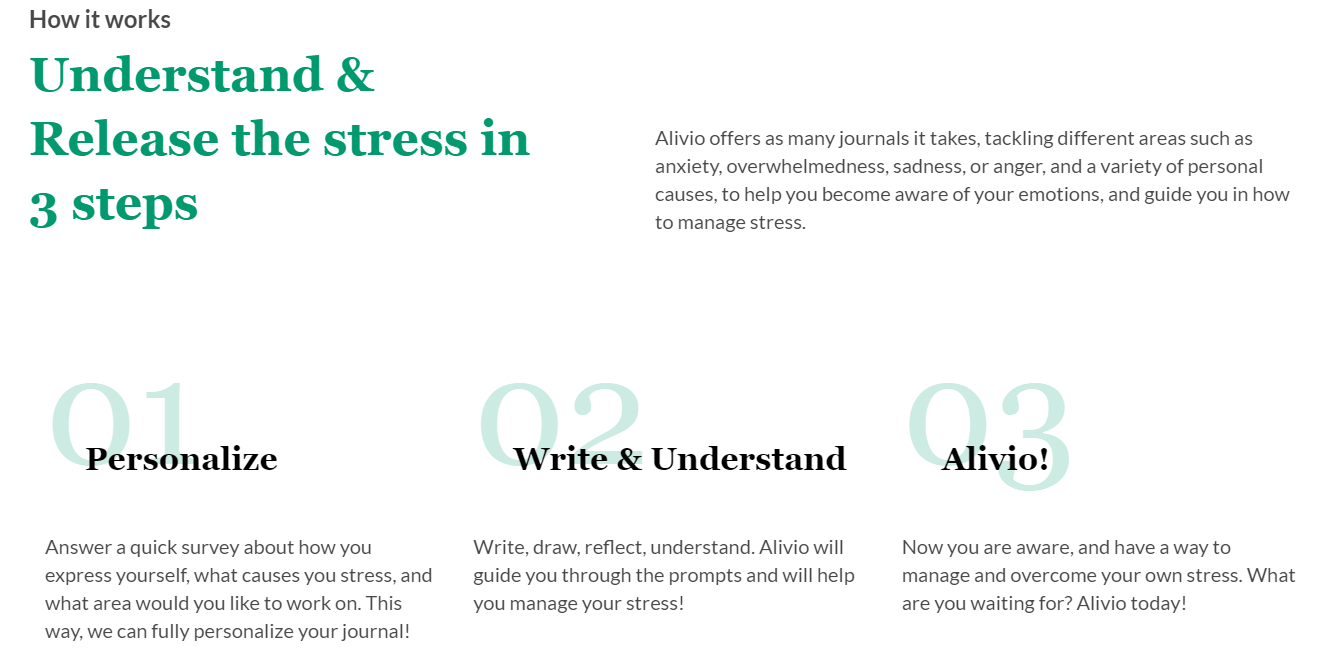 How it works
Understand &
Release the stress in
3 steps
Alivio offers as many journals it takes, tackling different areas such as
anxiety, overwhelmedness, sadness, or anger, and a variety of personal
causes, to help you become aware of your emotions, and guide you in how
to manage stress.
01
Personalize
Answer a quick survey about how you
express yourself, what causes you stress, and
what area would you like to work on. This
way, we can fully personalize your journal!
02
Write & Understand
Write, draw, reflect, understand. Alivio will
guide you through the prompts and will help
you manage your stress!
03
Alivio!
Now you are aware, and have a way to
manage and overcome your own stress. What
are you waiting for? Alivio today!